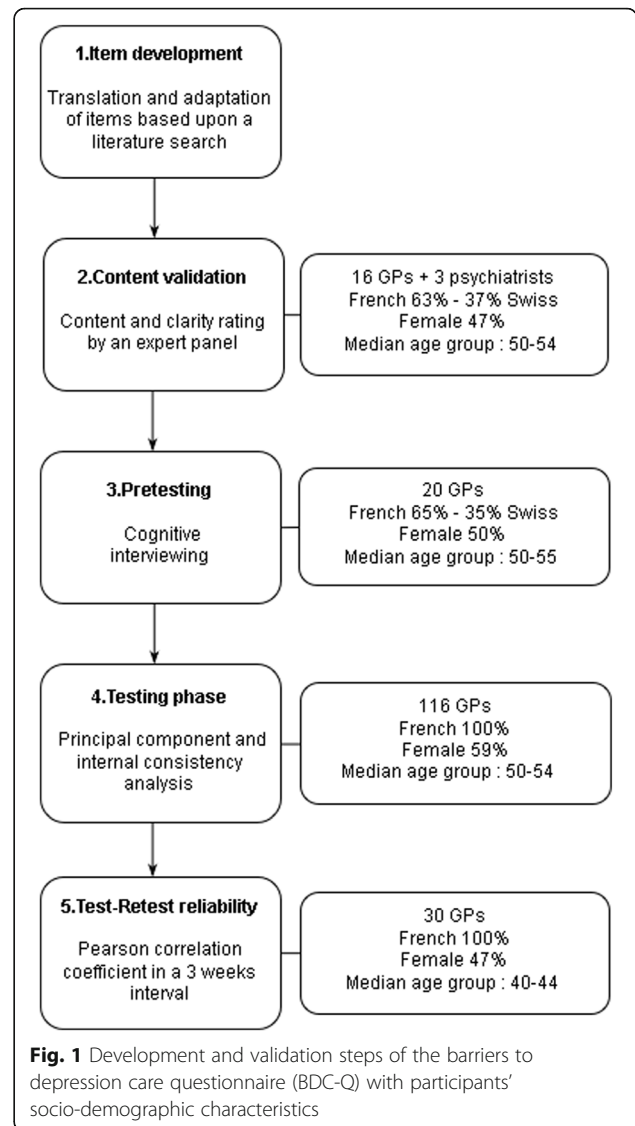 1.Item development
Translation and adaptation
of items based upon a
literature search
2.Content validation
Content and clarity rating
by an expert panel
16 GPs + 3 psychiatrists
French 63% - 37% Swiss
Female 47%
Median age group : 50-54
3.Pretesting
Cognitive
interviewing
20 GPs
French 65% - 35% Swiss
Female 50%
Median age group : 50-55
4.Testing phase
Principal component and
internal consistency
analysis
116 GPs
French 100%
Female 59%
Median age group : 50-54
5.Test-Retest reliability
Pearson correlation
coefficient in a 3 weeks
interval
30 GPs
French 100%
Female 47%
Median age group : 40-44
Fig. 1 Development and validation steps of the barriers to
depression care questionnaire (BDC-Q) with participants’
socio-demographic characteristics